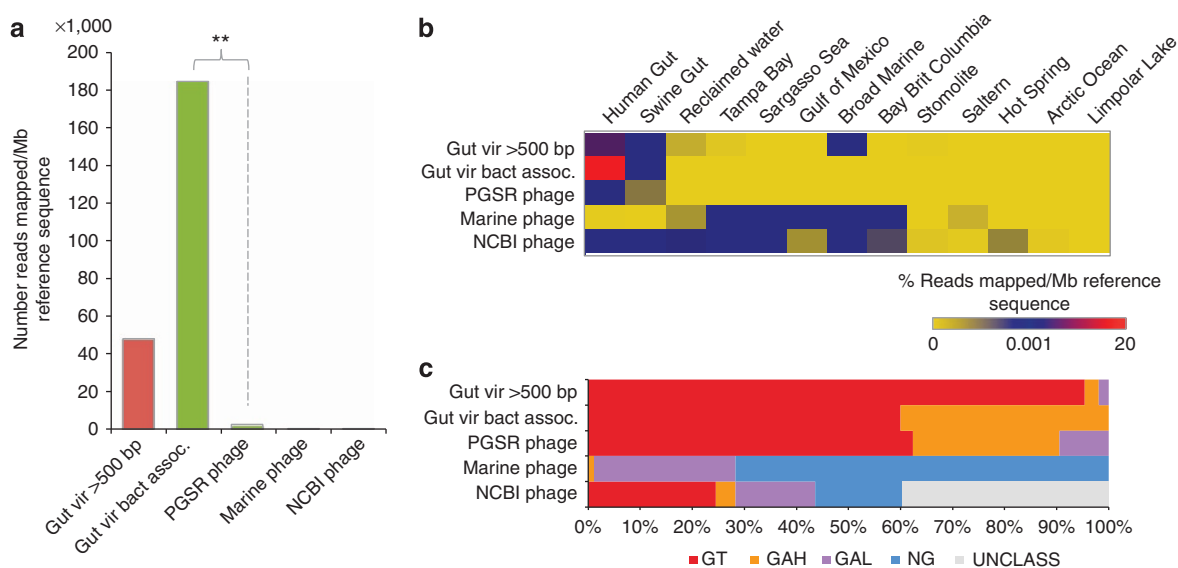 a
×1,000
**
200
180
160
140
120
100
80
60
40
20
0
Number reads mapped/Mb
reference sequence
Gut vir >500 bp
Gut vir bact assoc.
PGSR phage
Marine phage
NCBI phage
b
Human Gut
Swine Gut
Reclaimed water
Tampa Bay
Sargasso Sea
Gulf of Mexico
Broad Marine
Bay Brit Columbia
Stomolite
Saltern
Hot Spring
Arctic Ocean
Limpolar Lake
Gut vir >500 bp
Gut vir bact assoc.
PGSR phage
Marine phage
NCBI phage
% Reads mapped/Mb reference
sequence
0 0.001 20
c
Gut vir >500 bp
Gut vir bact assoc.
PGSR phage
Marine phage
NCBI phage
0% 10% 20% 30% 40% 50% 60% 70% 80% 90% 100%
GT GAH GAL NG UNCLASS